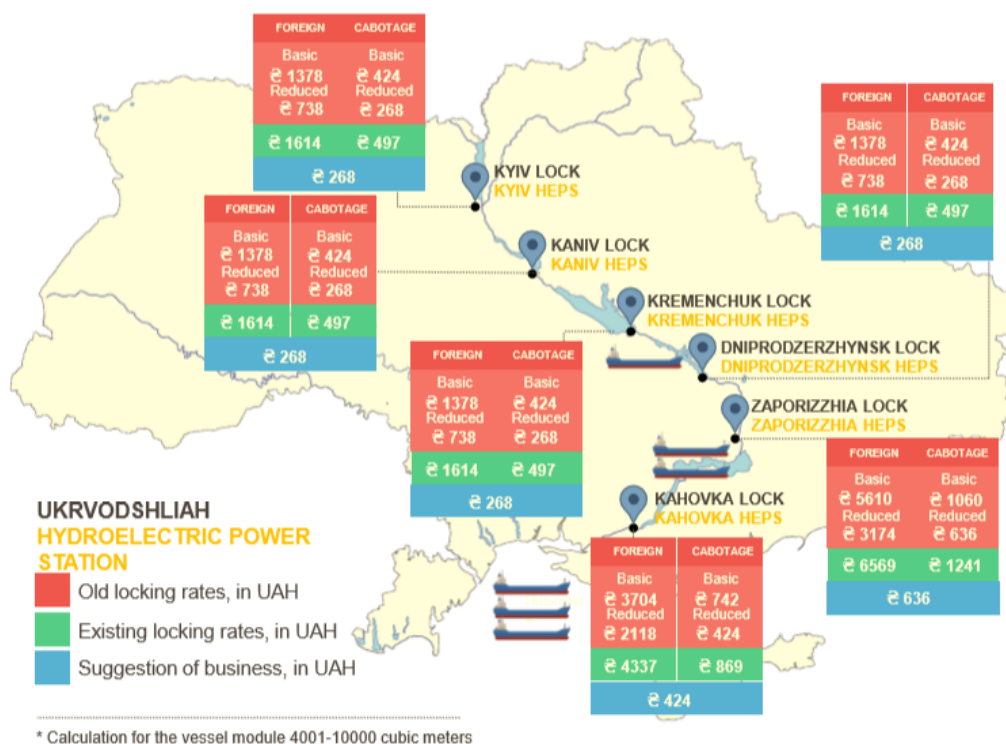 FOREIGN CABOTAGE
Basic Basic
₴ 1378 ₴ 424
Reduced Reduced
₴ 738 ₴ 268
₴ 1614 ₴ 497
₴ 268
KYIV LOCK
KYIV HEPS
FOREIGN CABOTAGE
Basic Basic
₴ 1378 ₴ 424
Reduced Reduced
₴ 738 ₴ 268
₴ 1614 ₴ 497
₴ 268
FOREIGN CABOTAGE
Basic Basic
₴ 1378 ₴ 424
Reduced Reduced
₴ 738 ₴ 268
₴ 1614 ₴ 497
₴ 268
KANIV LOCK
KANIV HEPS
KREMENCHUK LOCK
KREMENCHUK HEPS
DNIPRODZERZHYNSK LOCK
DNIPRODZERZHYNSK HEPS
FOREIGN CABOTAGE
Basic Basic
₴ 1378 ₴ 424
Reduced Reduced
₴ 738 ₴ 268
₴ 1614 ₴ 497
₴ 268
ZAPORIZZHIA LOCK
ZAPORIZZHIA HEPS
FOREIGN CABOTAGE
Basic Basic
₴ 5610 ₴ 1060
Reduced Reduced
₴ 3174 ₴ 636
₴ 6569 ₴ 1241
₴ 636
KAHOVKA LOCK
KAHOVKA HEPS
FOREIGN CABOTAGE
Basic Basic
₴ 3704 ₴ 742
Reduced Reduced
₴ 2118 ₴ 424
₴ 4337 ₴ 869
₴ 424
UKRVODSHLIAH
HYDROELECTRIC POWER
STATION
Old locking rates, in UAH
Existing locking rates, in UAH
Suggestion of business, in UAH
* Calculation for the vessel module 4001-10000 cubic meters